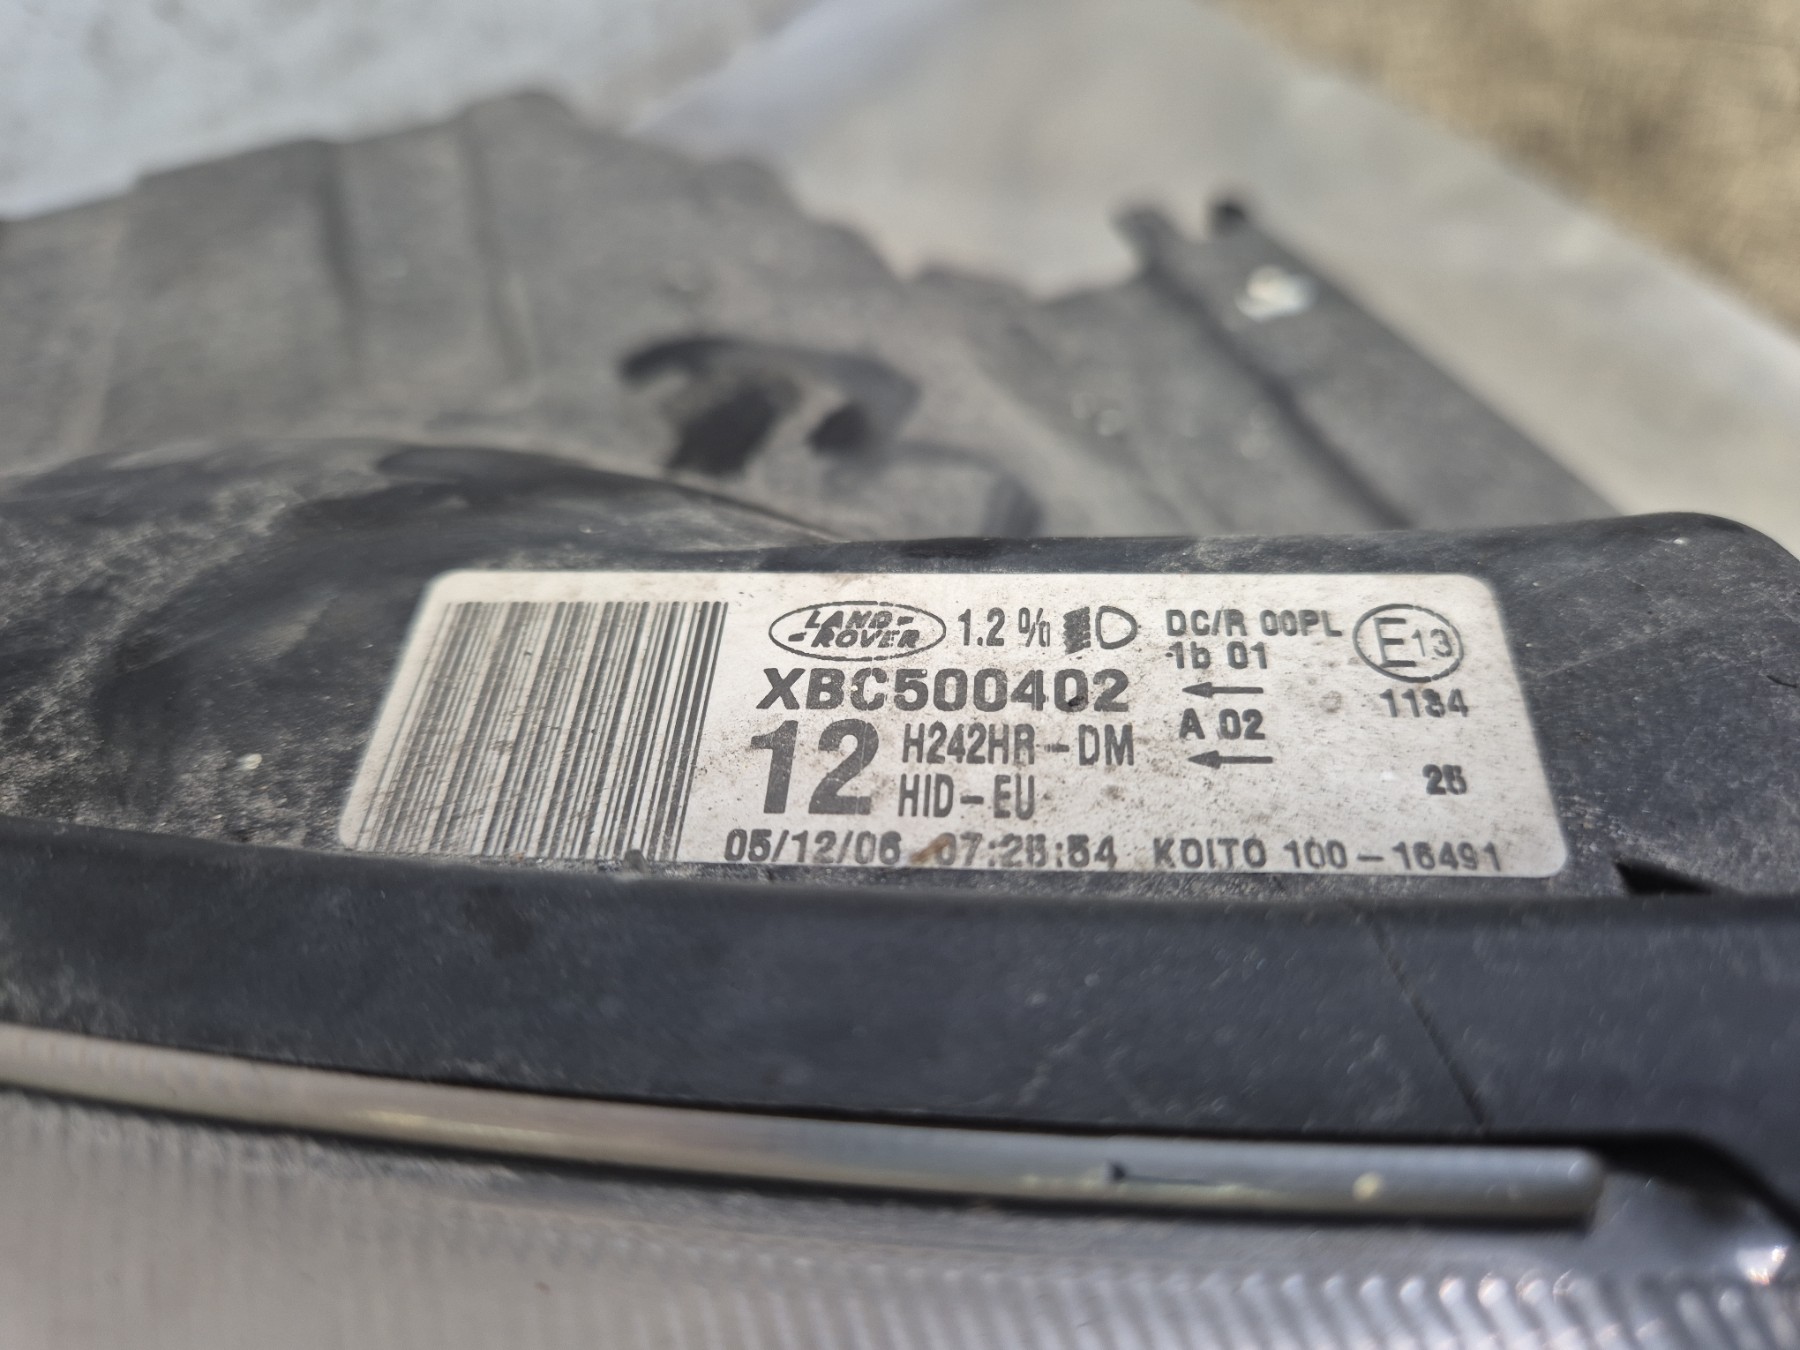 LAND-
-ROVER
1.2% DC/R 00PL E13
1b 01
XBC500402 ← 1184
12 H242HR-DM A 02
←
HID-EU 25
05/12/06 07:25:54 KOITO 100-16491